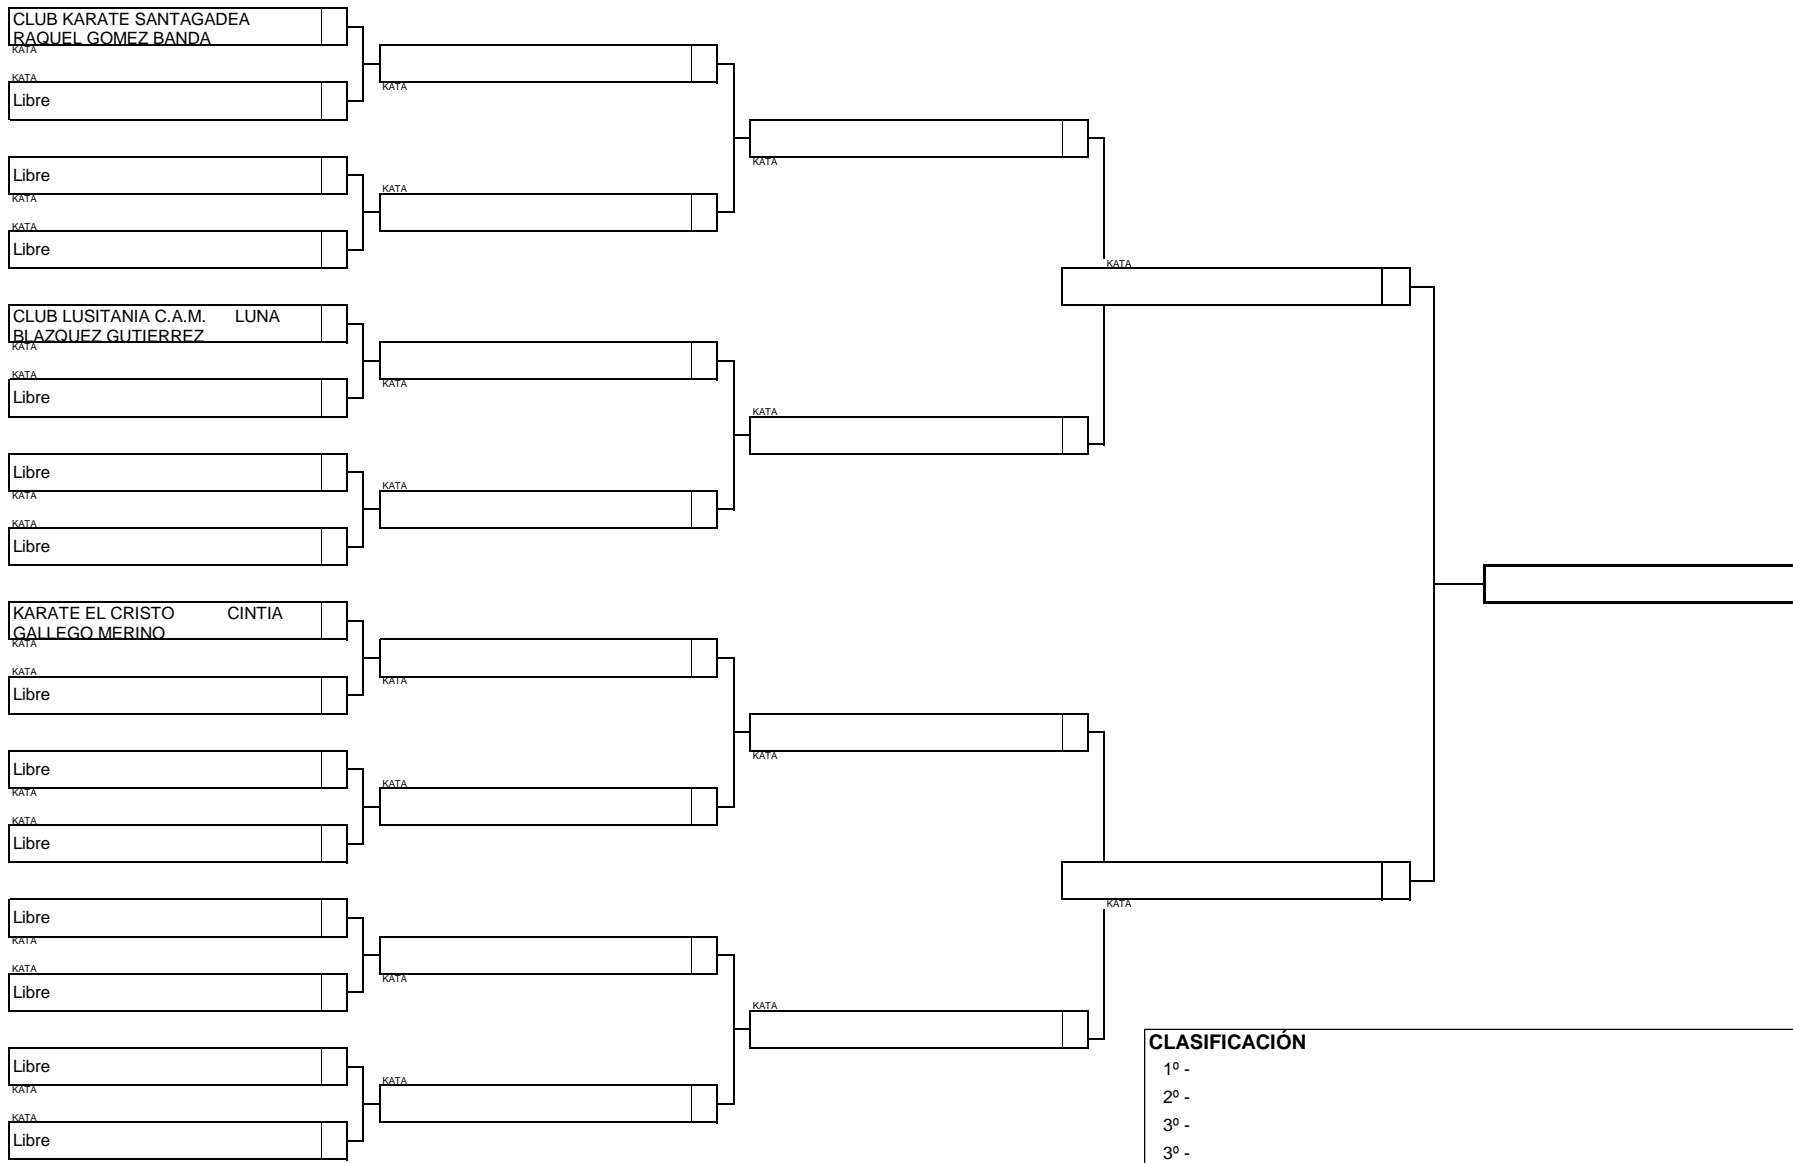 CLUB KARATE SANTAGADEA
RAQUEL GOMEZ BANDA
KATA
KATA
Libre
Libre
KATA
KATA
Libre
CLUB LUSITANIA C.A.M. LUNA
BLAZQUEZ GUTIERREZ
KATA
KATA
Libre
Libre
KATA
KATA
Libre
KARATE EL CRISTO CINTIA
GALLEGO MERINO
KATA
KATA
Libre
Libre
KATA
KATA
Libre
Libre
KATA
KATA
Libre
Libre
KATA
KATA
Libre
KATA
KATA
KATA
KATA
KATA
KATA
KATA
KATA
KATA
KATA
KATA
KATA
KATA
KATA
CLASIFICACIÓN
1º -
2º -
3º -
3º -